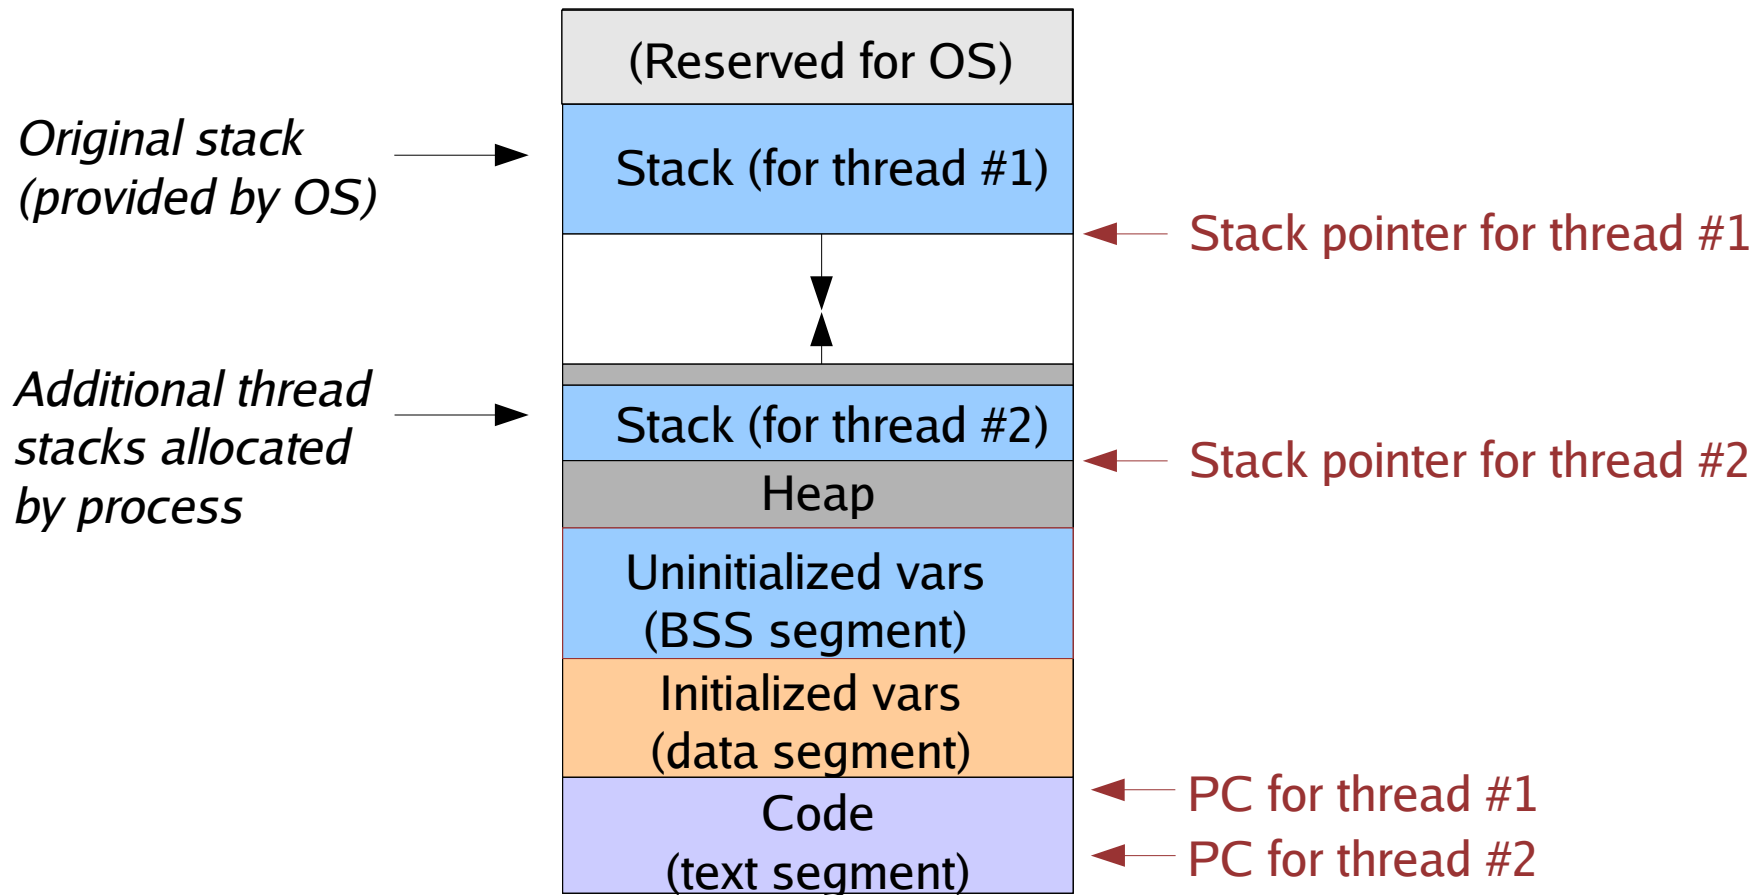 (Reserved for OS)
Original stack
(provided by OS)
Stack (for thread #1)
Stack pointer for thread #1
Additional thread
stacks allocated
by process
Stack (for thread #2)
Stack pointer for thread #2
Heap
Uninitialized vars
(BSS segment)
Initialized vars
(data segment)
Code
(text segment)
PC for thread #1
PC for thread #2